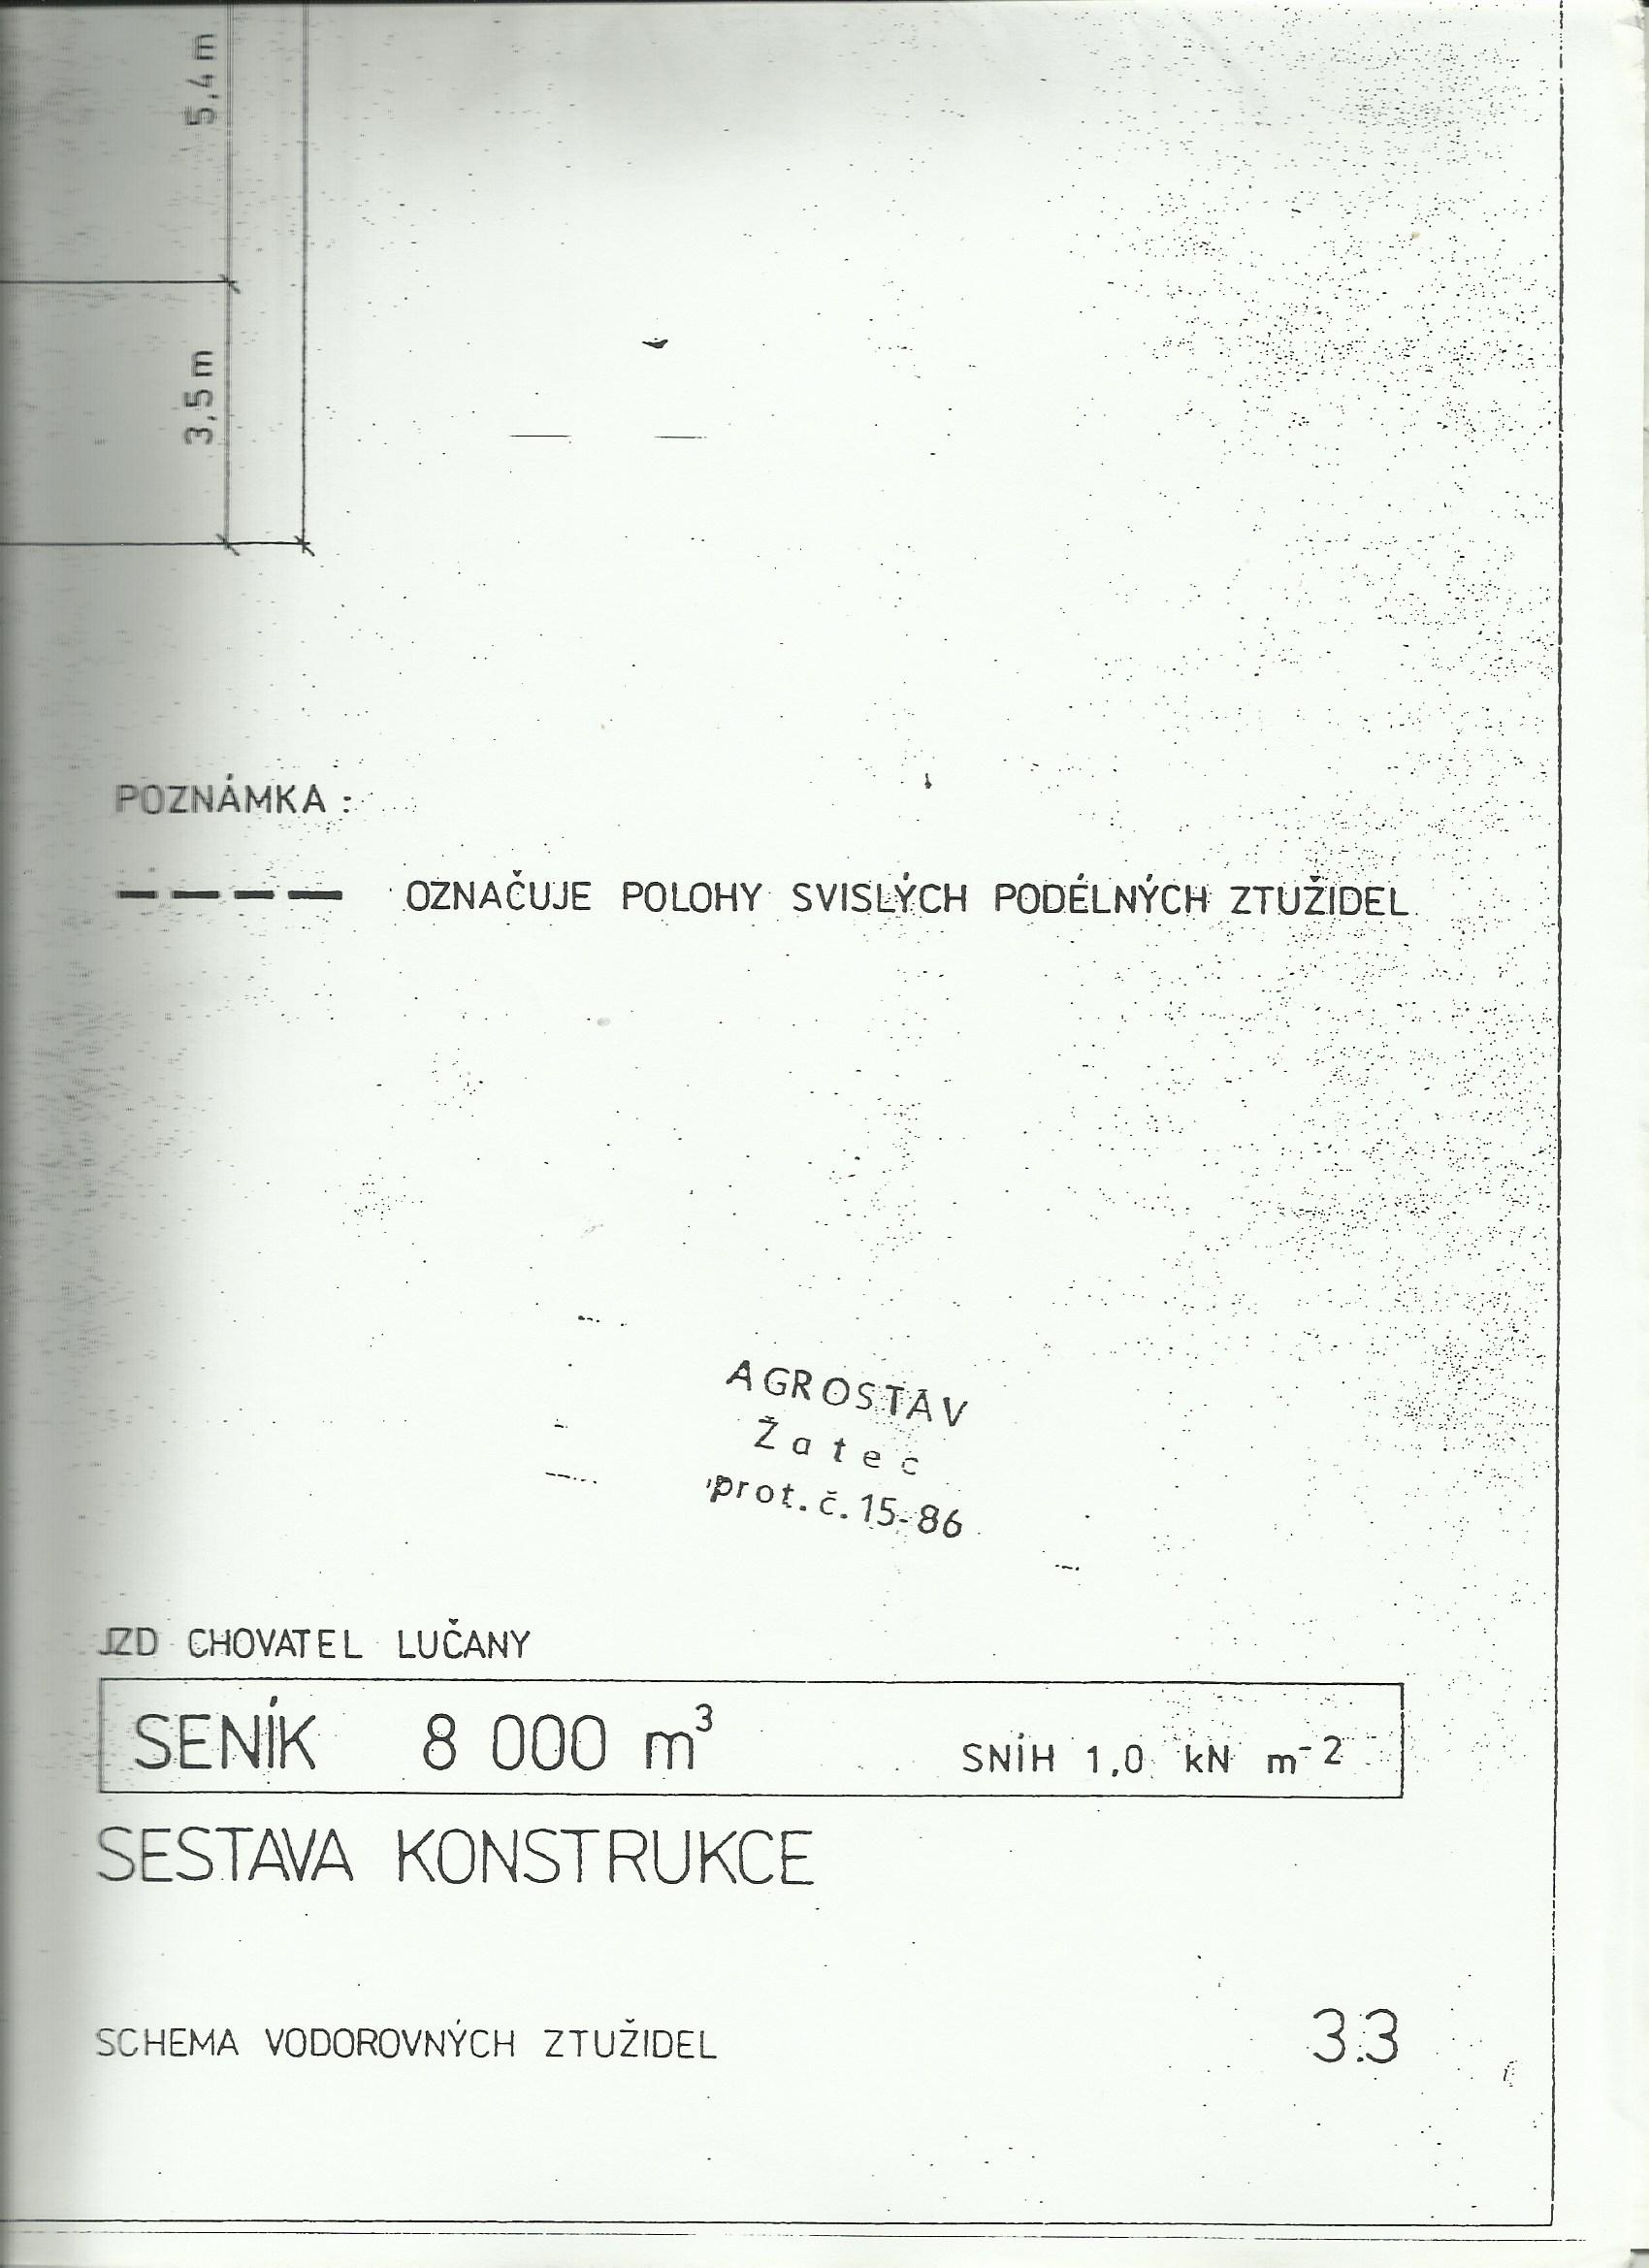 5,4 m
3,5 m
POZNÁMKA :
OZNAČUJE POLOHY SVISLÝCH PODÉLNÝCH ZTUŽIDEL
AGROSTAV
Žatec
prot. č. 15-86
JZD CHOVATEL LUČANY
SENÍK 8 000 m³ SNÍH 1,0 kN m⁻²
SESTAVA KONSTRUKCE
SCHEMA VODOROVNÝCH ZTUŽIDEL 3.3